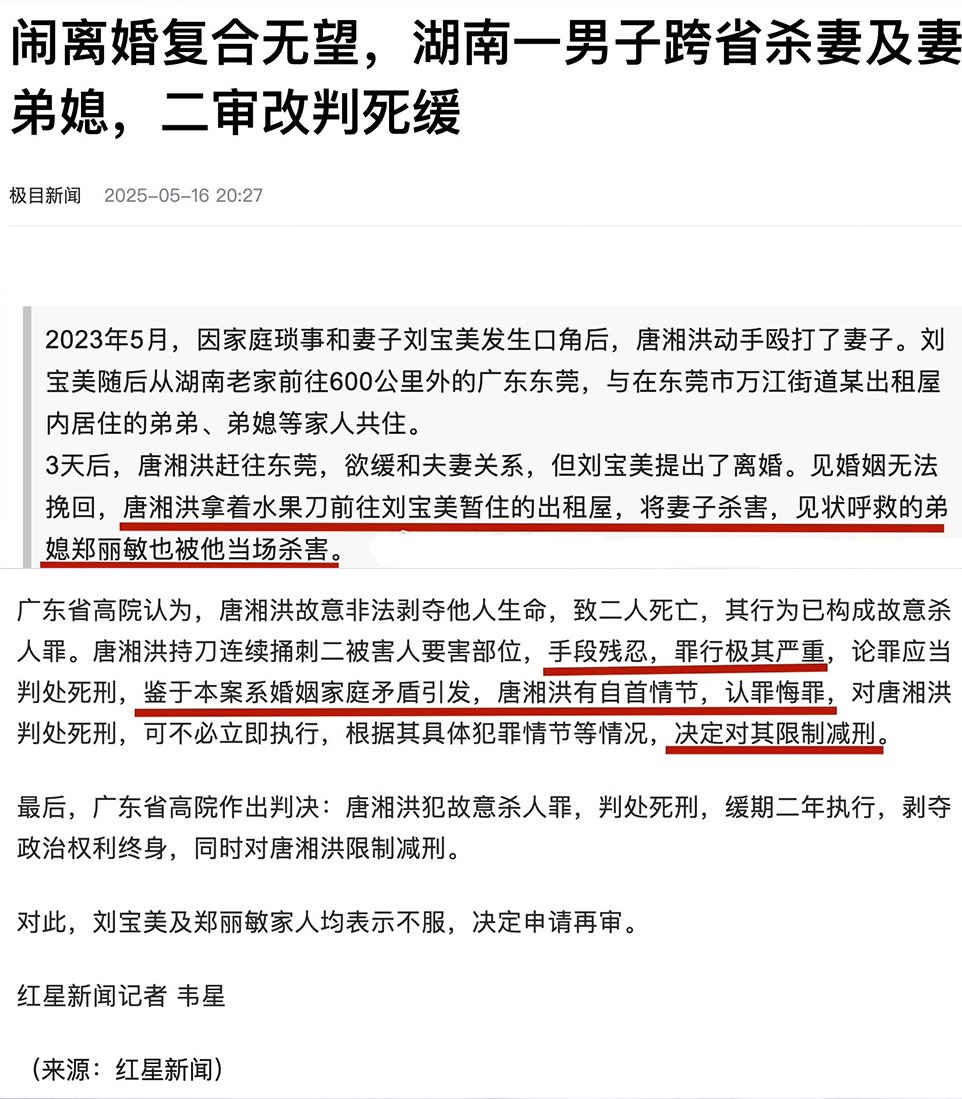 闹离婚复合无望，湖南一男子跨省杀妻及妻
弟媳，二审改判死缓
极目新闻 2025-05-16 20:27
2023年5月，因家庭琐事和妻子刘宝美发生口角后，唐湘洪动手殴打了妻子。刘
宝美随后从湖南老家前往600公里外的广东东莞，与在东莞市万江街道某出租屋
内居住的弟弟、弟媳等家人共住。
3天后，唐湘洪赶往东莞，欲缓和夫妻关系，但刘宝美提出了离婚。见婚姻无法
挽回，唐湘洪拿着水果刀前往刘宝美暂住的出租屋，将妻子杀害，见状呼救的弟
媳郑丽敏也被他当场杀害。
广东省高院认为，唐湘洪故意非法剥夺他人生命，致二人死亡，其行为已构成故意杀
人罪。唐湘洪持刀连续捅刺二被害人要害部位，手段残忍，罪行极其严重，论罪应当
判处死刑，鉴于本案系婚姻家庭矛盾引发，唐湘洪有自首情节，认罪悔罪，对唐湘洪
判处死刑，可不必立即执行，根据其具体犯罪情节等情况，决定对其限制减刑。
最后，广东省高院作出判决：唐湘洪犯故意杀人罪，判处死刑，缓期二年执行，剥夺
政治权利终身，同时对唐湘洪限制减刑。
对此，刘宝美及郑丽敏家人均表示不服，决定申请再审。
红星新闻记者 韦星
（来源：红星新闻）